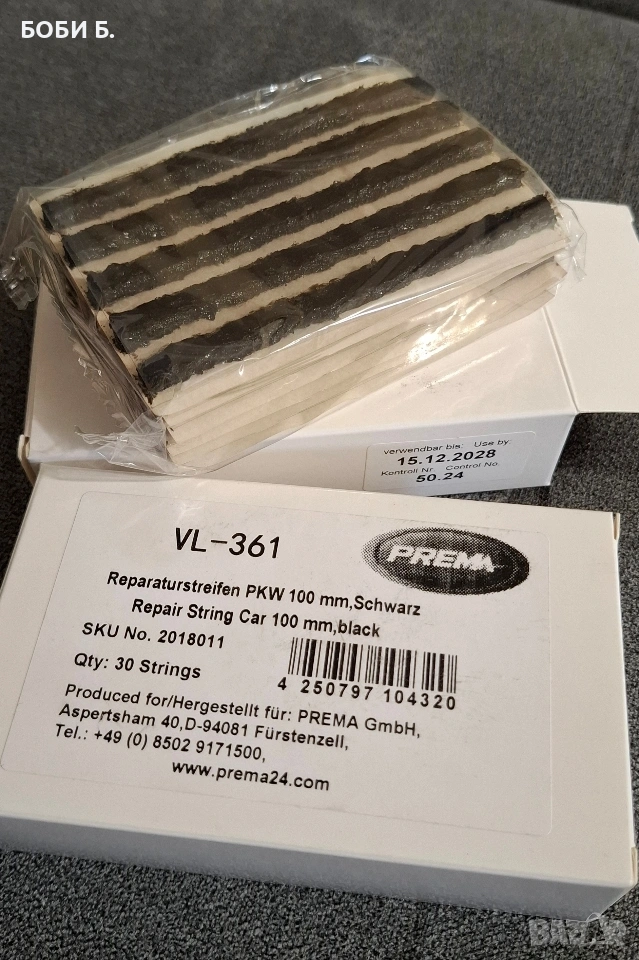 БОБИ Б.
verwendbar bis: Use by:
15.12.2028
Kontroll Nr. Control No.
50.24
VL-361
PREMA
Reparaturstreifen PKW 100 mm,Schwarz
Repair String Car 100 mm,black
SKU No. 2018011
Qty: 30 Strings
4 250797 104320
Produced for/Hergestellt für: PREMA GmbH,
Aspertsham 40,D-94081 Fürstenzell,
Tel.: +49 (0) 8502 9171500,
www.prema24.com
Bazar